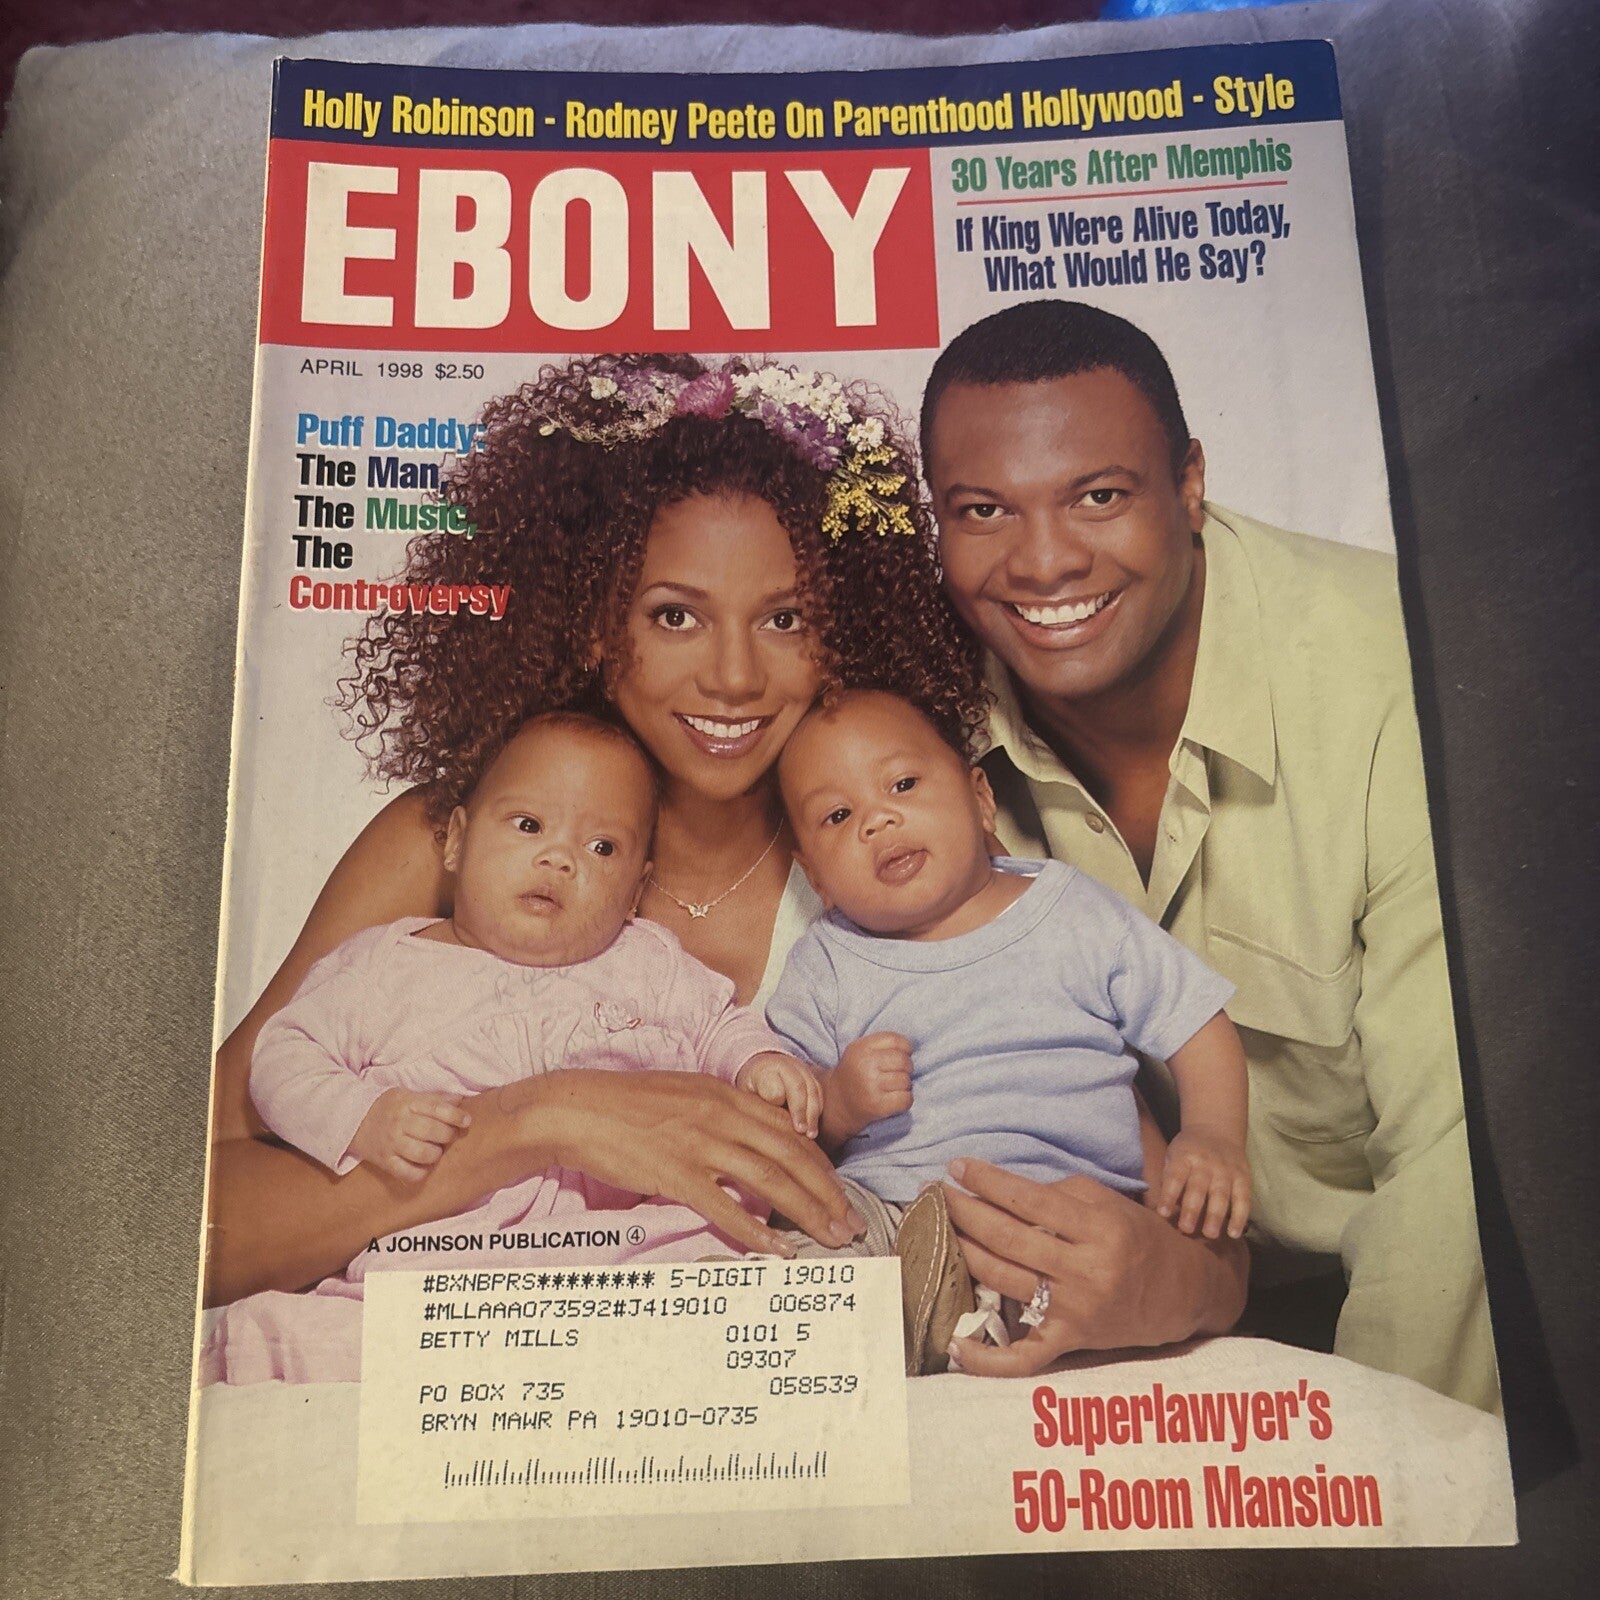 Holly Robinson - Rodney Peete On Parenthood Hollywood - Style
EBONY
30 Years After Memphis
If King Were Alive Today,
What Would He Say?
APRIL 1998 $2.50
Puff Daddy:
The Man,
The Music,
The
Controversy
A JOHNSON PUBLICATION ④
#BXNBPRS******** 5-DIGIT 19010
#MLLAAA073592#J419010 006874
BETTY MILLS 0101 5
09307
PO BOX 735 058539
BRYN MAWR PA 19010-0735
Superlawyer's
50-Room Mansion